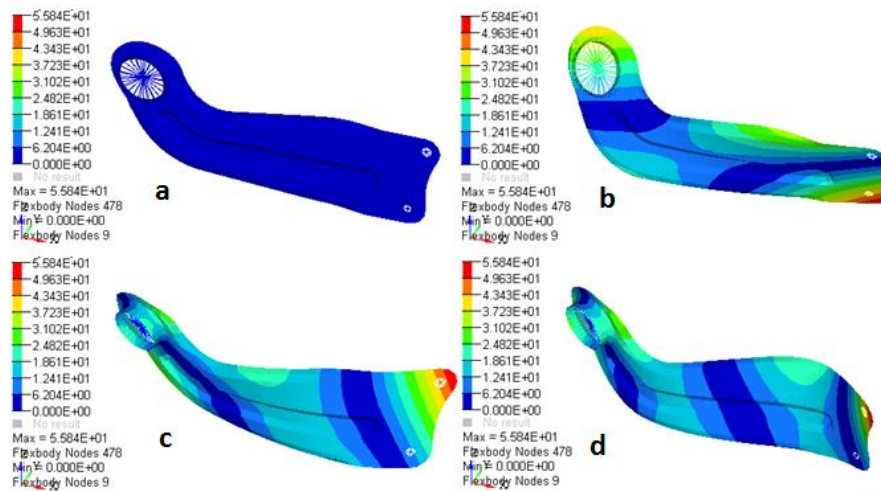 5.584E+01
4.963E+01
4.343E+01
3.723E+01
3.102E+01
2.482E+01
1.861E+01
1.241E+01
6.204E+00
0.000E+00
No result
Max = 5.584E+01
Flexbody Nodes 478
Min = 0.000E+00
Flexbody Nodes 9
a
5.584E+01
4.963E+01
4.343E+01
3.723E+01
3.102E+01
2.482E+01
1.861E+01
1.241E+01
6.204E+00
0.000E+00
No result
Max = 5.584E+01
Flexbody Nodes 478
Min = 0.000E+00
Flexbody Nodes 9
b
5.584E+01
4.963E+01
4.343E+01
3.723E+01
3.102E+01
2.482E+01
1.861E+01
1.241E+01
6.204E+00
0.000E+00
No result
Max = 5.584E+01
Flexbody Nodes 478
Min = 0.000E+00
Flexbody Nodes 9
c
5.584E+01
4.963E+01
4.343E+01
3.723E+01
3.102E+01
2.482E+01
1.861E+01
1.241E+01
6.204E+00
0.000E+00
No result
Max = 5.584E+01
Flexbody Nodes 478
Min = 0.000E+00
Flexbody Nodes 9
d